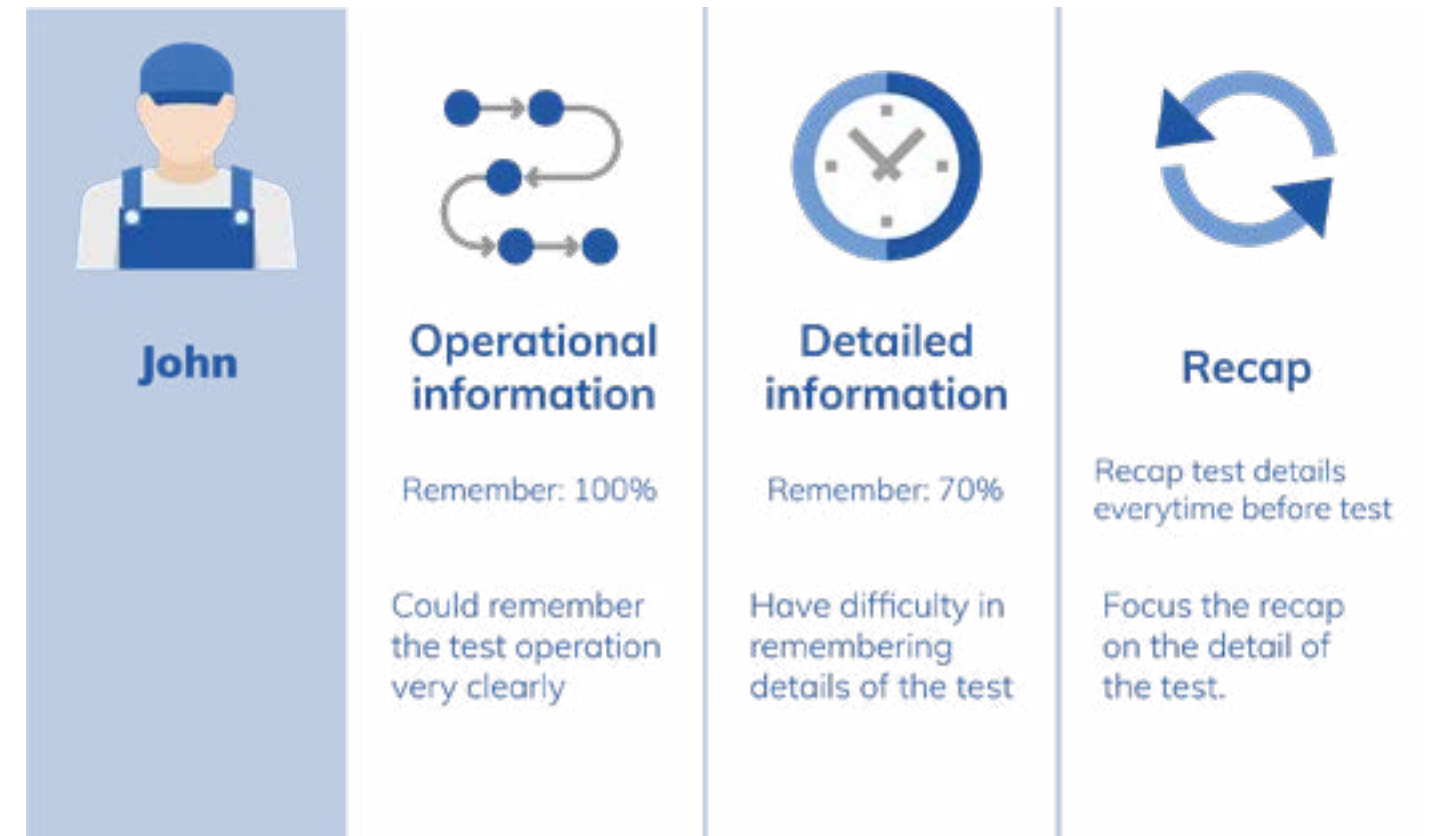 John
Operational
information
Remember: 100%
Could remember
the test operation
very clearly
Detailed
information
Remember: 70%
Have difficulty in
remembering
details of the test
Recap
Recap test details
everytime before test
Focus the recap
on the detail of
the test.